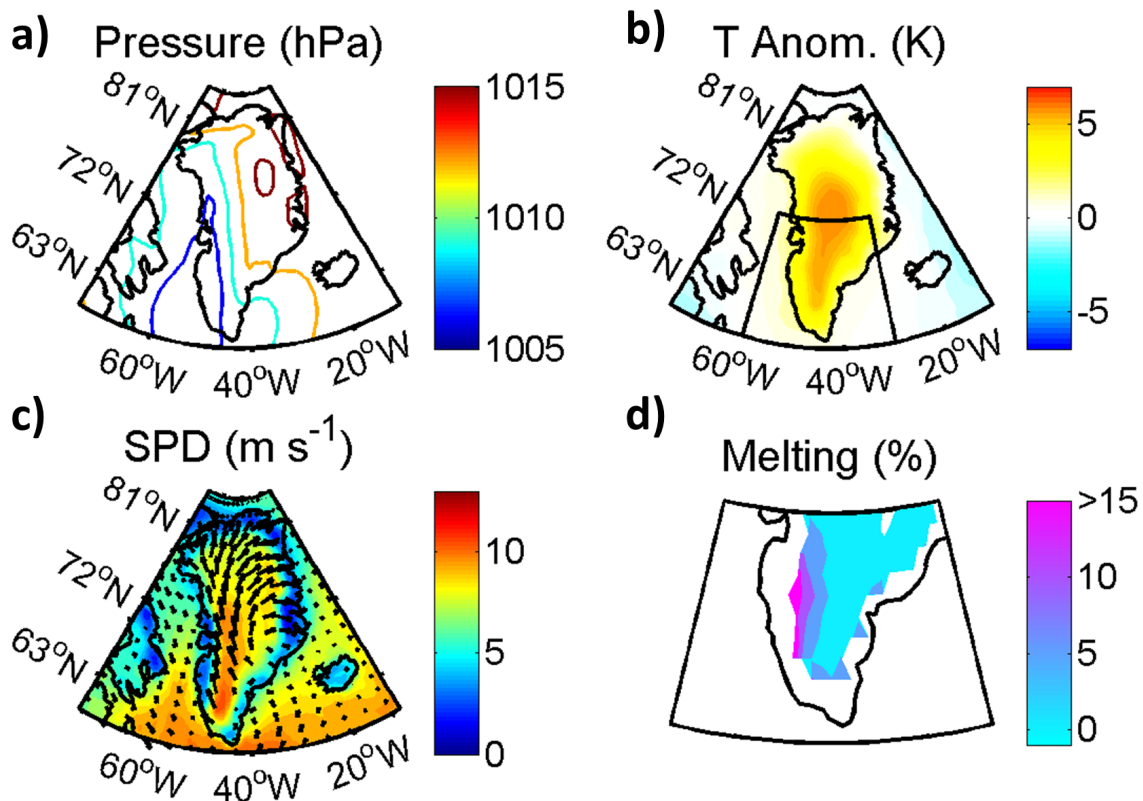 a)
Pressure (hPa)
81°N
72°N
63°N
60°W
40°W
20°W
1015
1010
1005
b)
T Anom. (K)
81°N
72°N
63°N
60°W
40°W
20°W
5
0
-5
c)
SPD (m s⁻¹)
81°N
72°N
63°N
60°W
40°W
20°W
10
5
0
d)
Melting (%)
>15
10
5
0